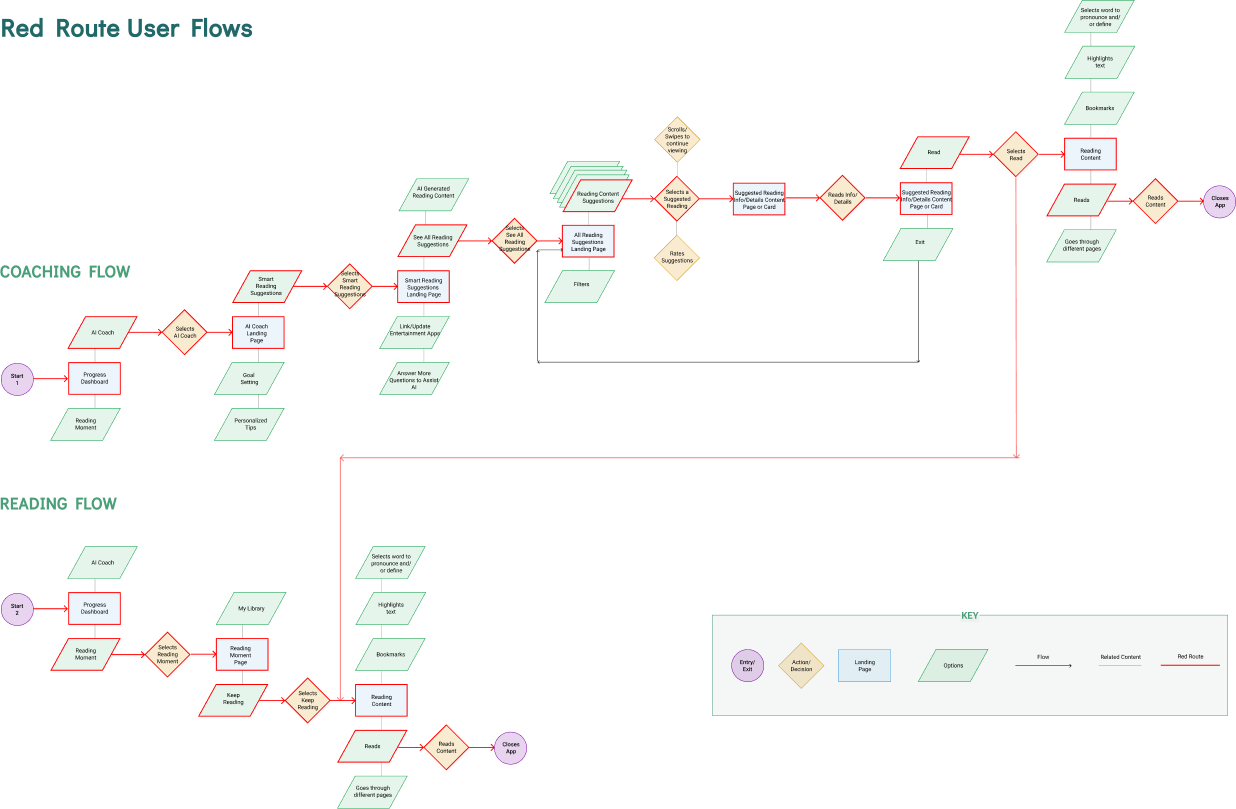 Red Route User Flows
Selects word to
pronounce and/
or define
Highlights
text
Bookmarks
Scrolls/
Swipes to
continue
viewing
Read
Selects
Read
Reading
Content
AI Generated
Reading Content
Reading Content
Suggestions
Selects a
Suggested
Reading
Suggested Reading
Info/Details Content
Page or Card
Reads Info/
Details
Suggested Reading
Info/Details Content
Page or Card
Reads
Reads
Content
Closes
App
See All Reading
Suggestions
Selects
See All
Reading
Suggestions
All Reading
Suggestions
Landing Page
Rates
Suggestions
Exit
Goes through
different pages
COACHING FLOW
Smart
Reading
Suggestions
Selects
Smart
Reading
Suggestions
Smart Reading
Suggestions
Landing Page
Filters
AI Coach
Selects
AI Coach
AI Coach
Landing
Page
Link/Update
Entertainment Apps
Start
1
Progress
Dashboard
Goal
Setting
Answer More
Questions to Assist
AI
Reading
Moment
Personalized
Tips
READING FLOW
AI Coach
Selects word to
pronounce and/
or define
Start
2
Progress
Dashboard
My Library
Highlights
text
Reading
Moment
Selects
Reading
Moment
Reading
Moment
Page
Bookmarks
Keep
Reading
Selects
Keep
Reading
Reading
Content
Reads
Reads
Content
Closes
App
Goes through
different pages
KEY
Entry/
Exit
Action/
Decision
Landing
Page
Options
Flow
Related Content
Red Route